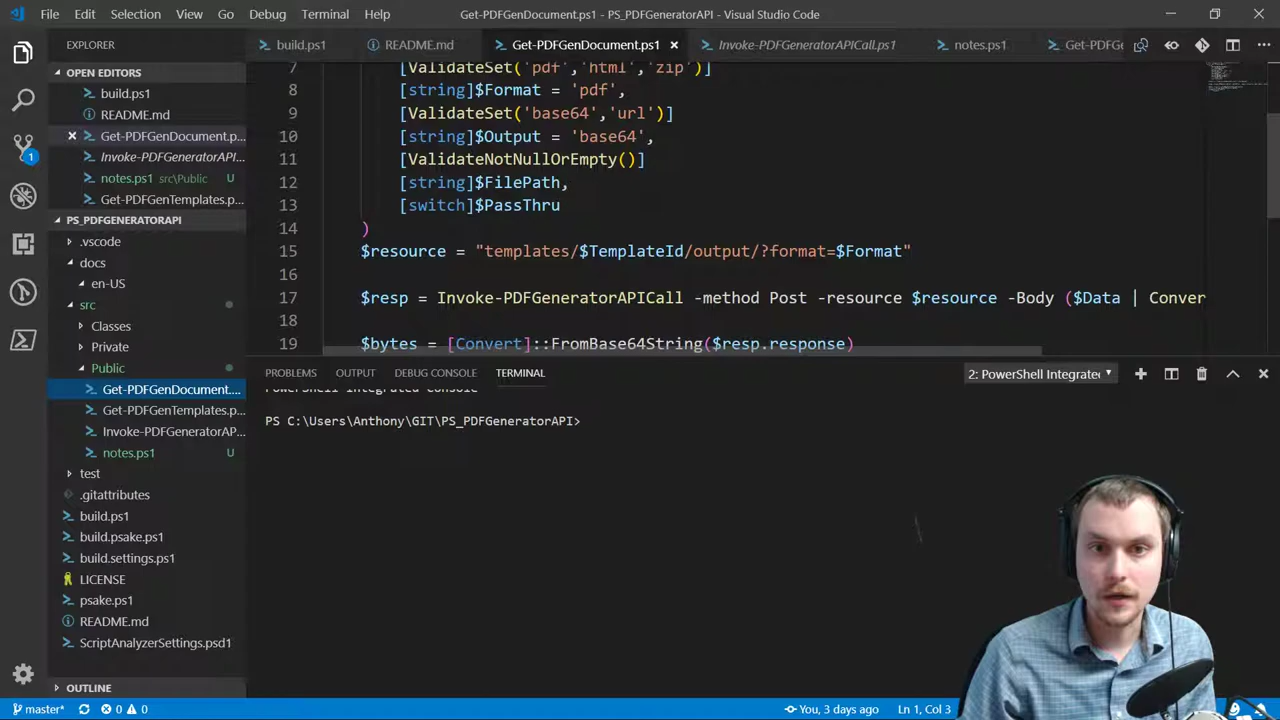 File Edit Selection View Go Debug Terminal Help
Get-PDFGenDocument.ps1 - PS_PDFGeneratorAPI - Visual Studio Code
EXPLORER
OPEN EDITORS
build.ps1
README.md
Get-PDFGenDocument.p...
Invoke-PDFGeneratorAPI...
notes.ps1 src\Public U
Get-PDFGenTemplates.p...
PS_PDFGENERATORAPI
.vscode
docs
en-US
src
Classes
Private
Public
Get-PDFGenDocument....
Get-PDFGenTemplates.p...
Invoke-PDFGeneratorAP...
notes.ps1 U
test
.gitattributes
build.ps1
build.psake.ps1
build.settings.ps1
LICENSE
psake.ps1
README.md
ScriptAnalyzerSettings.psd1
OUTLINE
1
build.ps1 README.md Get-PDFGenDocument.ps1 Invoke-PDFGeneratorAPICall.ps1 notes.ps1 Get-PDFG
7 [ValidateSet('pdf','html','zip')]
8 [string]$Format = 'pdf',
9 [ValidateSet('base64','url')]
10 [string]$Output = 'base64',
11 [ValidateNotNullOrEmpty()]
12 [string]$FilePath,
13 [switch]$PassThru
14 )
15 $resource = "templates/$TemplateId/output/?format=$Format"
16
17 $resp = Invoke-PDFGeneratorAPICall -method Post -resource $resource -Body ($Data | Conver
18
19 $bytes = [Convert]::FromBase64String($resp.response)
PROBLEMS OUTPUT DEBUG CONSOLE TERMINAL
2: PowerShell Integrate
PowerShell Integrated Console
PS C:\Users\Anthony\GIT\PS_PDFGeneratorAPI>
master* 0 0
You, 3 days ago Ln 1, Col 3